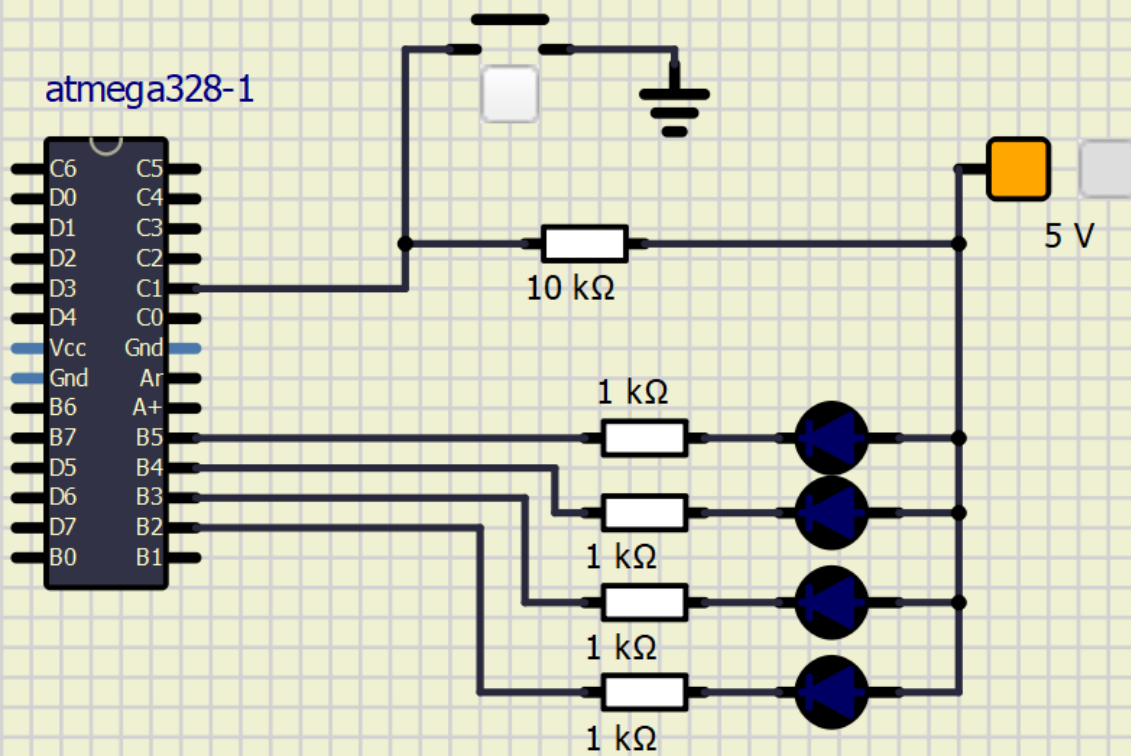 atmega328-1
C6 C5
D0 C4
D1 C3
D2 C2
D3 C1
D4 C0
Vcc Gnd
Gnd Ar
B6 A+
B7 B5
D5 B4
D6 B3
D7 B2
B0 B1
5 V
10 kΩ
1 kΩ
1 kΩ
1 kΩ
1 kΩ